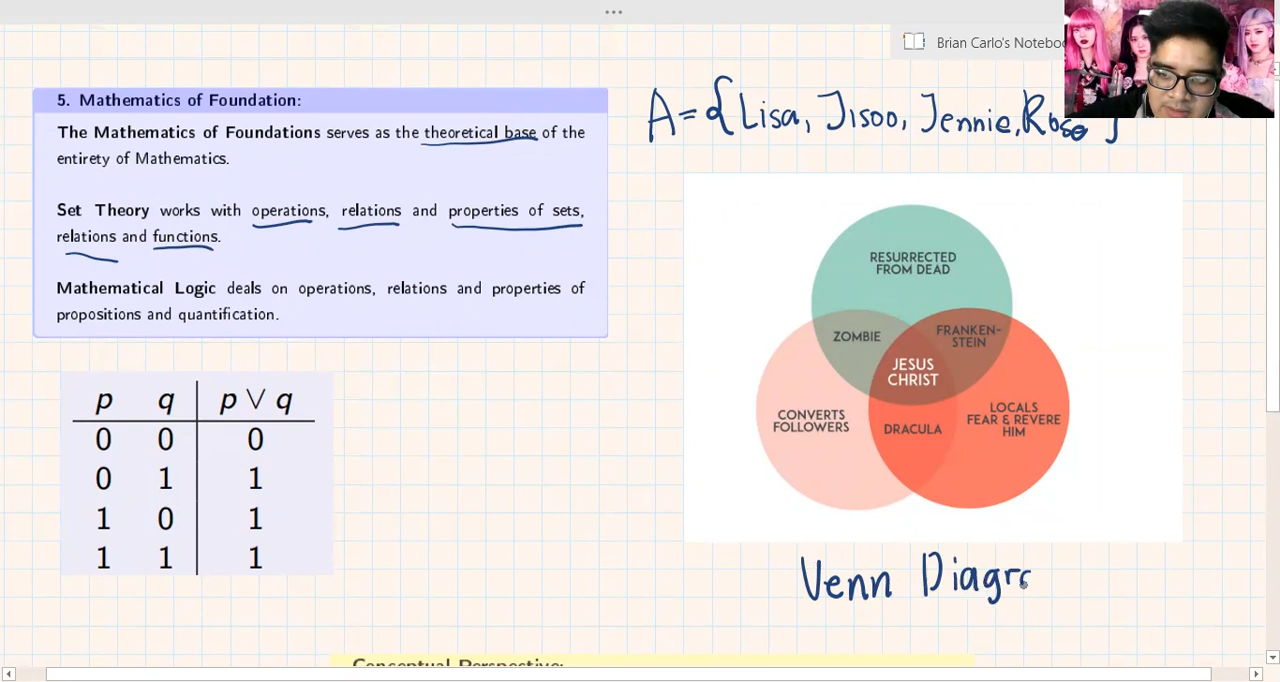 Brian Carlo's Noteboo
5. Mathematics of Foundation:
The Mathematics of Foundations serves as the theoretical base of the
entirety of Mathematics.
Set Theory works with operations, relations and properties of sets,
relations and functions.
Mathematical Logic deals on operations, relations and properties of
propositions and quantification.
A={Lisa, Jisoo, Jennie, Rose }
RESURRECTED
FROM DEAD
ZOMBIE
FRANKEN-
STEIN
JESUS
CHRIST
CONVERTS
FOLLOWERS
DRACULA
LOCALS
FEAR & REVERE
HIM
p q p ∨ q
0 0 0
0 1 1
1 0 1
1 1 1
Venn Diagra
Conceptual Perspective: